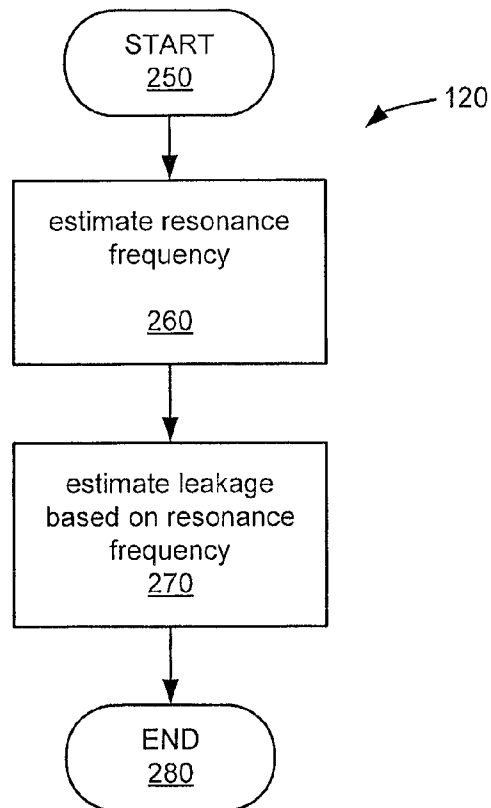 START
250
120
estimate resonance
frequency
260
estimate leakage
based on resonance
frequency
270
END
280